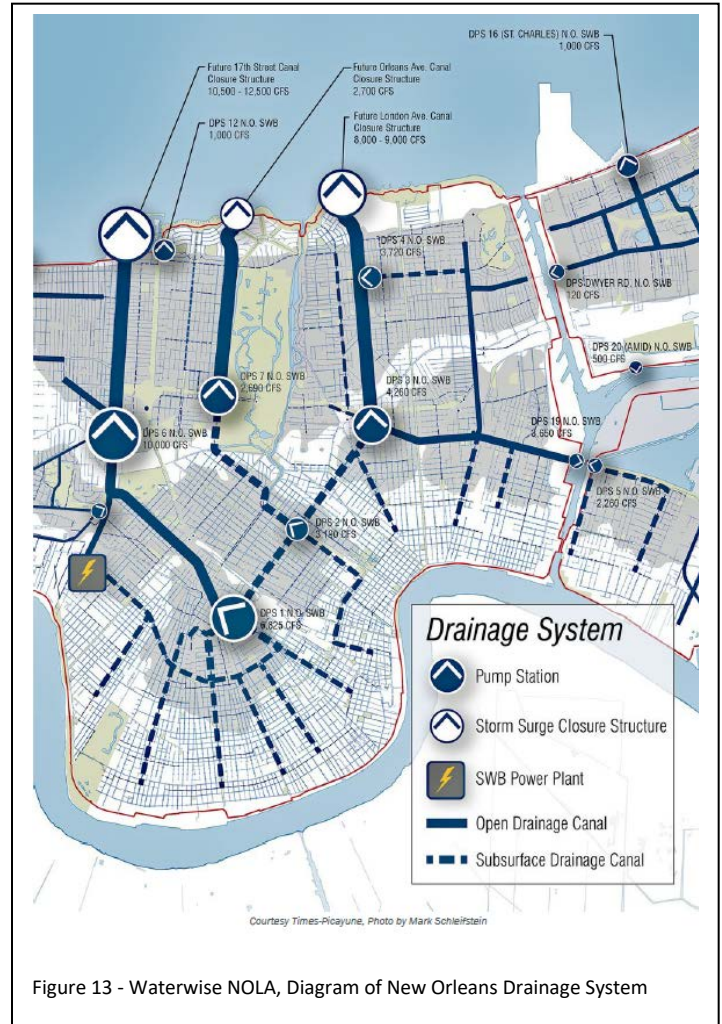 DPS 16 (ST. CHARLES) N.O. SWB
1,000 CFS
Future 17th Street Canal
Closure Structure
10,500 - 12,500 CFS
Future Orleans Ave. Canal
Closure Structure
2,700 CFS
DPS 12 N.O. SWB
1,000 CFS
Future London Ave. Canal
Closure Structure
8,000 - 9,000 CFS
DPS 4 N.O. SWB
3,720 CFS
DPS DWYER RD. N.O. SWB
120 CFS
DPS 20 (AMID) N.O. SWB
500 CFS
DPS 7 N.O. SWB
2,690 CFS
DPS 3 N.O. SWB
4,260 CFS
DPS 6 N.O. SWB
10,000 CFS
DPS 19 N.O. SWB
3,650 CFS
DPS 5 N.O. SWB
2,260 CFS
DPS 2 N.O. SWB
3,190 CFS
DPS 1 N.O. SWB
6,825 CFS
Drainage System
Pump Station
Storm Surge Closure Structure
SWB Power Plant
Open Drainage Canal
Subsurface Drainage Canal
Courtesy Times-Picayune, Photo by Mark Schleifstein
Figure 13 - Waterwise NOLA, Diagram of New Orleans Drainage System